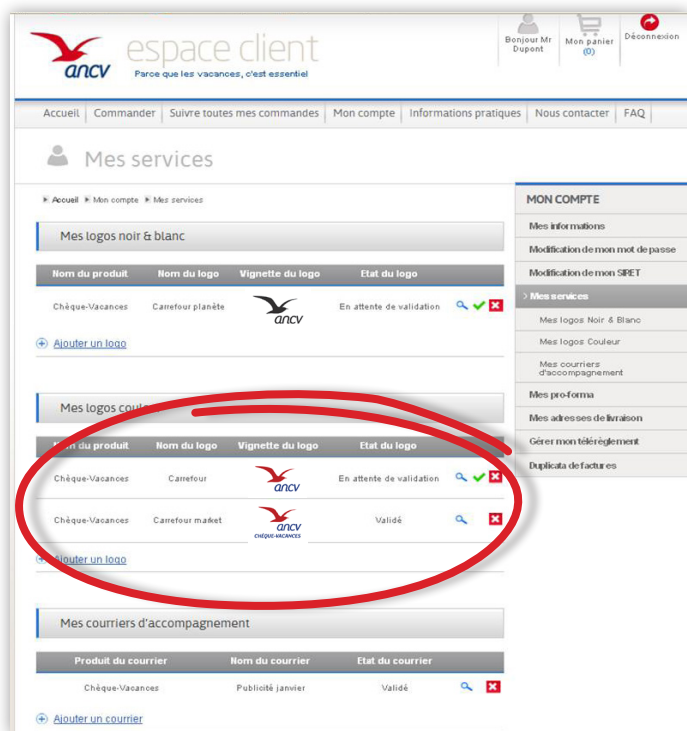 ancv
espace client
Parce que les vacances, c'est essentiel
Bonjour Mr
Dupont
Mon panier
(0)
Déconnexion
Accueil Commander Suivre toutes mes commandes Mon compte Informations pratiques Nous contacter FAQ
Mes services
Accueil Mon compte Mes services
Mes logos noir & blanc
Nom du produit Nom du logo Vignette du logo Etat du logo
Chèque-Vacances Carrefour planète ancv En attente de validation
Ajouter un logo
Mes logos coul
Nom du produit Nom du logo Vignette du logo Etat du logo
Chèque-Vacances Carrefour ancv En attente de validation
Chèque-Vacances Carrefour market ancv CHÈQUE-VACANCES Validé
Ajouter un logo
Mes courriers d'accompagnement
Produit du courrier Nom du courrier Etat du courrier
Chèque-Vacances Publicité janvier Validé
Ajouter un courrier
MON COMPTE
Mes informations
Modification de mon mot de passe
Modification de mon SIRET
> Mes services
Mes logos Noir & Blanc
Mes logos Couleur
Mes courriers
d'accompagnement
Mes pro-forma
Mes adresses de livraison
Gérer mon télérèglement
Duplicata de factures